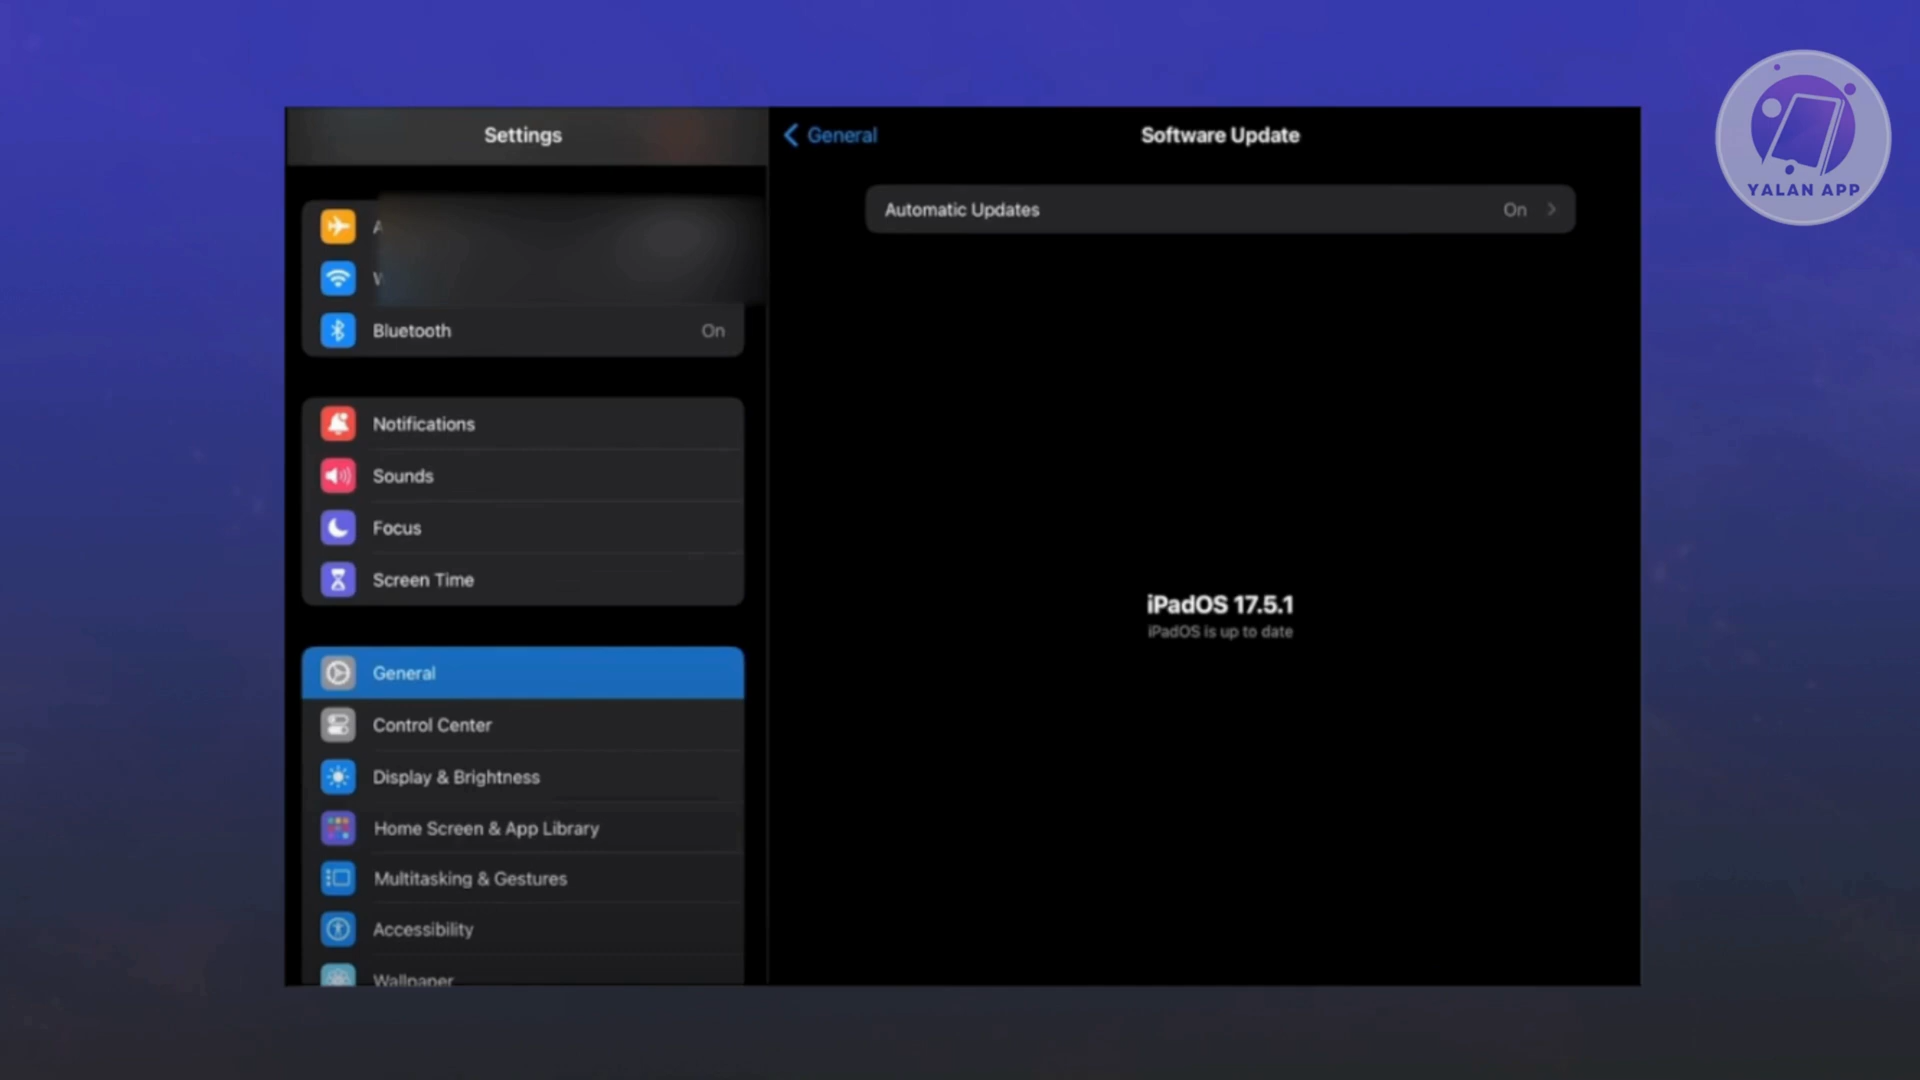 Settings
Bluetooth
On
Notifications
Sounds
Focus
Screen Time
General
Control Center
Display & Brightness
Home Screen & App Library
Multitasking & Gestures
Accessibility
Wallpaper
General
Software Update
Automatic Updates
On
iPadOS 17.5.1
iPadOS is up to date
YALAN APP